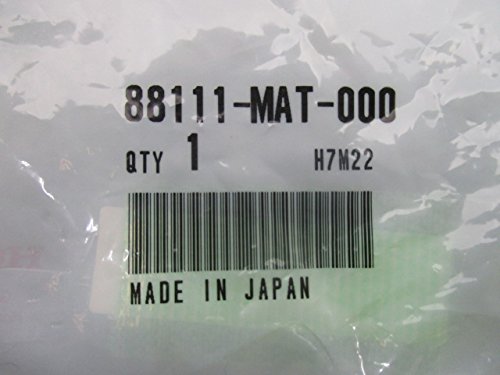 88111-MAT-000
QTY 1 H7M22
MADE IN JAPAN